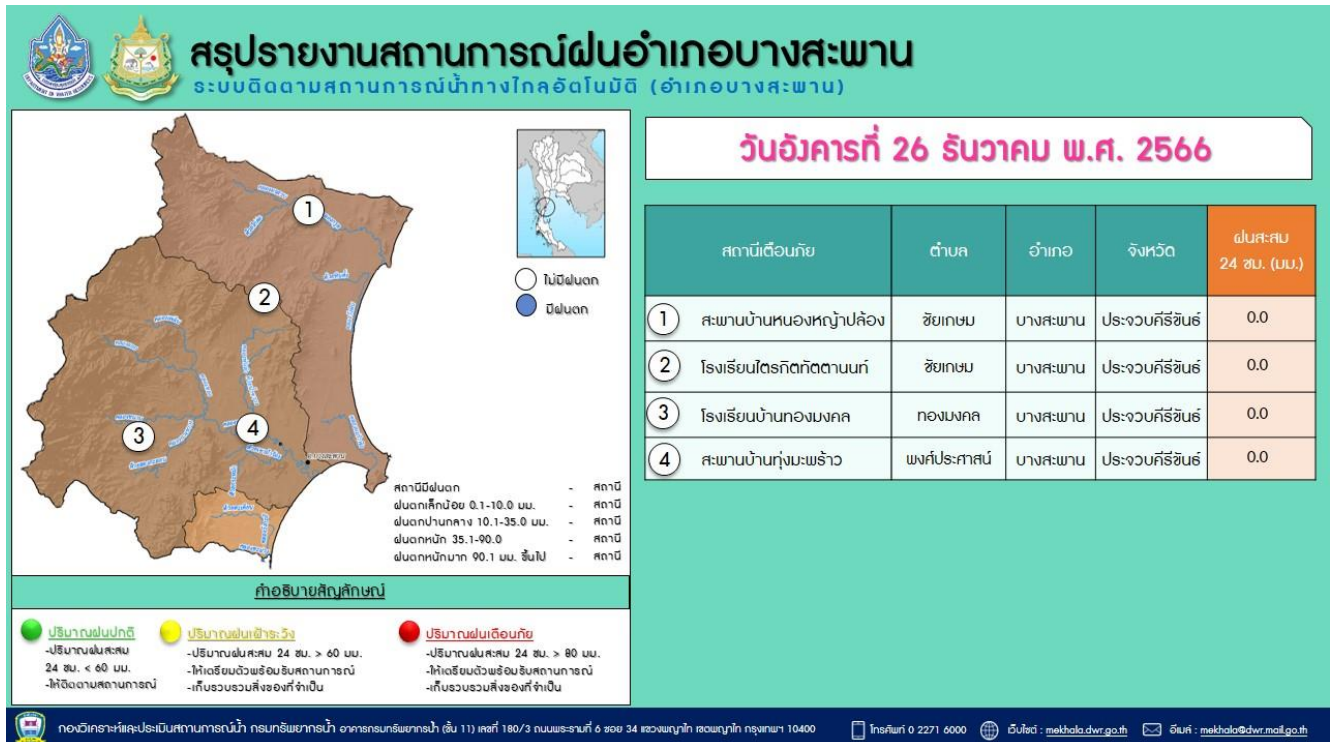 สรุปรายงานสถานการณ์ฝนอำเภอบางสะพาน
ระบบติดตามสถานการณ์น้ำทางไกลอัตโนมัติ (อำเภอบางสะพาน)
1
2
3
4
ไม่มีฝนตก
มีฝนตก
สถานีมีฝนตก - สถานี
ฝนตกเล็กน้อย 0.1-10.0 มม. - สถานี
ฝนตกปานกลาง 10.1-35.0 มม. - สถานี
ฝนตกหนัก 35.1-90.0 - สถานี
ฝนตกหนักมาก 90.1 มม. ขึ้นไป - สถานี
คำอธิบายสัญลักษณ์
ปริมาณฝนปกติ
-ปริมาณฝนสะสม
24 ชม. < 60 มม.
-ให้ติดตามสถานการณ์
ปริมาณฝนเฝ้าระวัง
-ปริมาณฝนสะสม 24 ชม. > 60 มม.
-ให้เตรียมตัวพร้อมรับสถานการณ์
-เก็บรวบรวมสิ่งของที่จำเป็น
ปริมาณฝนเตือนภัย
-ปริมาณฝนสะสม 24 ชม. > 80 มม.
-ให้เตรียมตัวพร้อมรับสถานการณ์
-เก็บรวบรวมสิ่งของที่จำเป็น
วันอังคารที่ 26 ธันวาคม พ.ศ. 2566
สถานีเตือนภัย ตำบล อำเภอ จังหวัด ฝนสะสม
24 ชม. (มม.)
1 สะพานบ้านหนองหญ้าปล้อง ชัยเกษม บางสะพาน ประจวบคีรีขันธ์ 0.0
2 โรงเรียนไตรกิตทัตตานนท์ ชัยเกษม บางสะพาน ประจวบคีรีขันธ์ 0.0
3 โรงเรียนบ้านทองมงคล ทองมงคล บางสะพาน ประจวบคีรีขันธ์ 0.0
4 สะพานบ้านทุ่งมะพร้าว พงศ์ประศาสน์ บางสะพาน ประจวบคีรีขันธ์ 0.0
กองวิเคราะห์และประเมินสถานการณ์น้ำ กรมทรัพยากรน้ำ อาคารกรมทรัพยากรน้ำ (ชั้น 11) เลขที่ 180/3 ถนนพระรามที่ 6 ซอย 34 แขวงพญาไท เขตพญาไท กรุงเทพฯ 10400 โทรศัพท์ 0 2271 6000 เว็บไซต์ : mekhala.dwr.go.th อีเมล์ : mekhala@dwr.mail.go.th